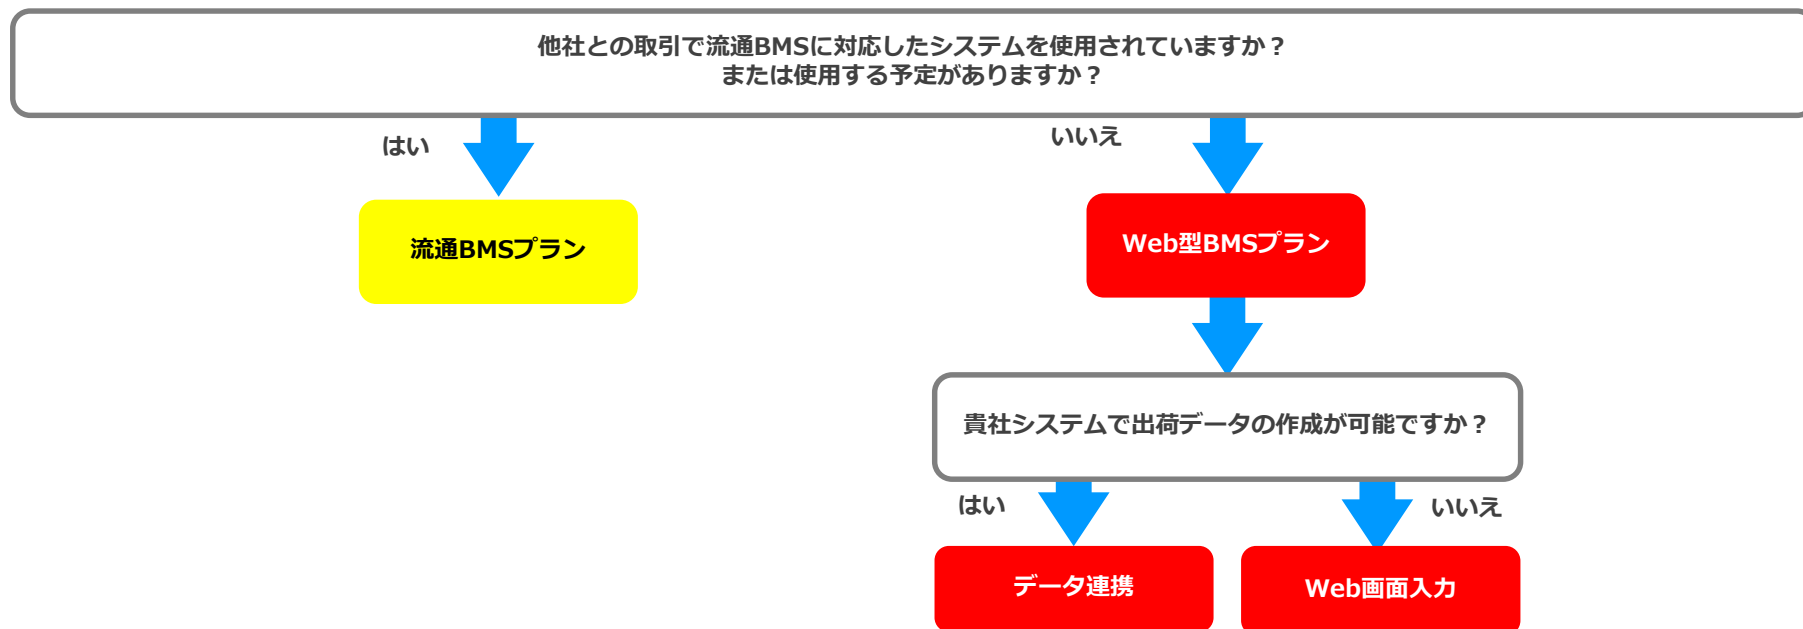 他社との取引で流通BMSに対応したシステムを使用されていますか？
または使用する予定がありますか？
はい
いいえ
流通BMSプラン
Web型BMSプラン
貴社システムで出荷データの作成が可能ですか？
はい
いいえ
データ連携
Web画面入力